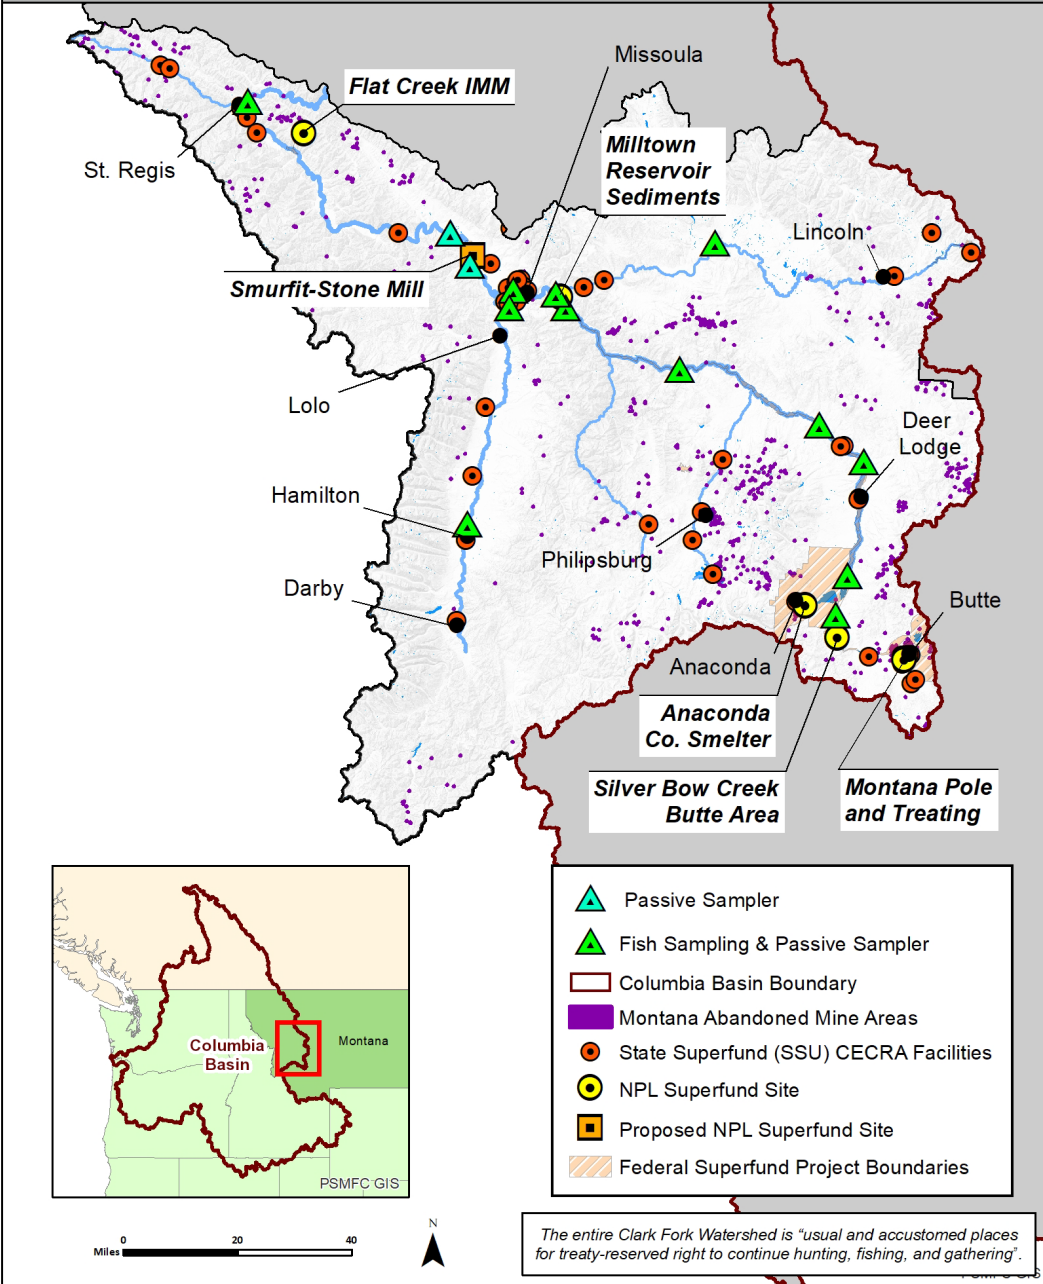 Missoula
Flat Creek IMM
Milltown
Reservoir
Sediments
St. Regis
Lincoln
Smurfit-Stone Mill
Lolo
Deer
Lodge
Hamilton
Philipsburg
Darby
Butte
Anaconda
Anaconda
Co. Smelter
Silver Bow Creek
Butte Area
Montana Pole
and Treating
Passive Sampler
Fish Sampling & Passive Sampler
Columbia Basin Boundary
Montana Abandoned Mine Areas
State Superfund (SSU) CECRA Facilities
NPL Superfund Site
Proposed NPL Superfund Site
Federal Superfund Project Boundaries
Columbia
Basin
Montana
PSMFC GIS
N
0 20 40
Miles
The entire Clark Fork Watershed is “usual and accustomed places
for treaty-reserved right to continue hunting, fishing, and gathering”.
PSMFC GIS